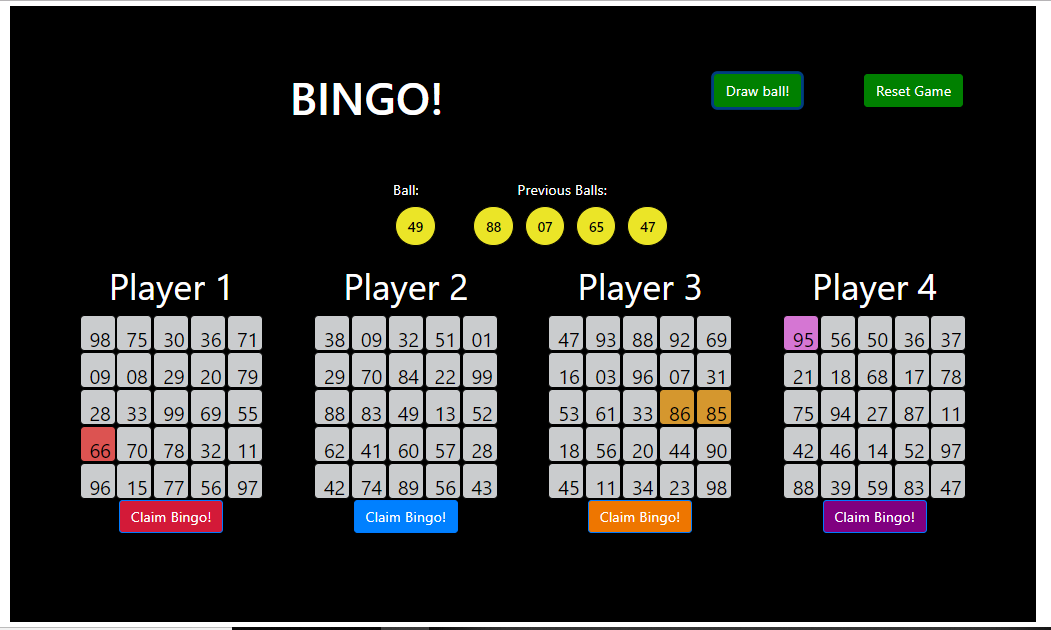 BINGO!
Draw ball!
Reset Game
Ball:
Previous Balls:
49
88 07 65 47
Player 1
98 75 30 36 71
09 08 29 20 79
28 33 99 69 55
66 70 78 32 11
96 15 77 56 97
Claim Bingo!
Player 2
38 09 32 51 01
29 70 84 22 99
88 83 49 13 52
62 41 60 57 28
42 74 89 56 43
Claim Bingo!
Player 3
47 93 88 92 69
16 03 96 07 31
53 61 33 86 85
18 56 20 44 90
45 11 34 23 98
Claim Bingo!
Player 4
95 56 50 36 37
21 18 68 17 78
75 94 27 87 11
42 46 14 52 97
88 39 59 83 47
Claim Bingo!